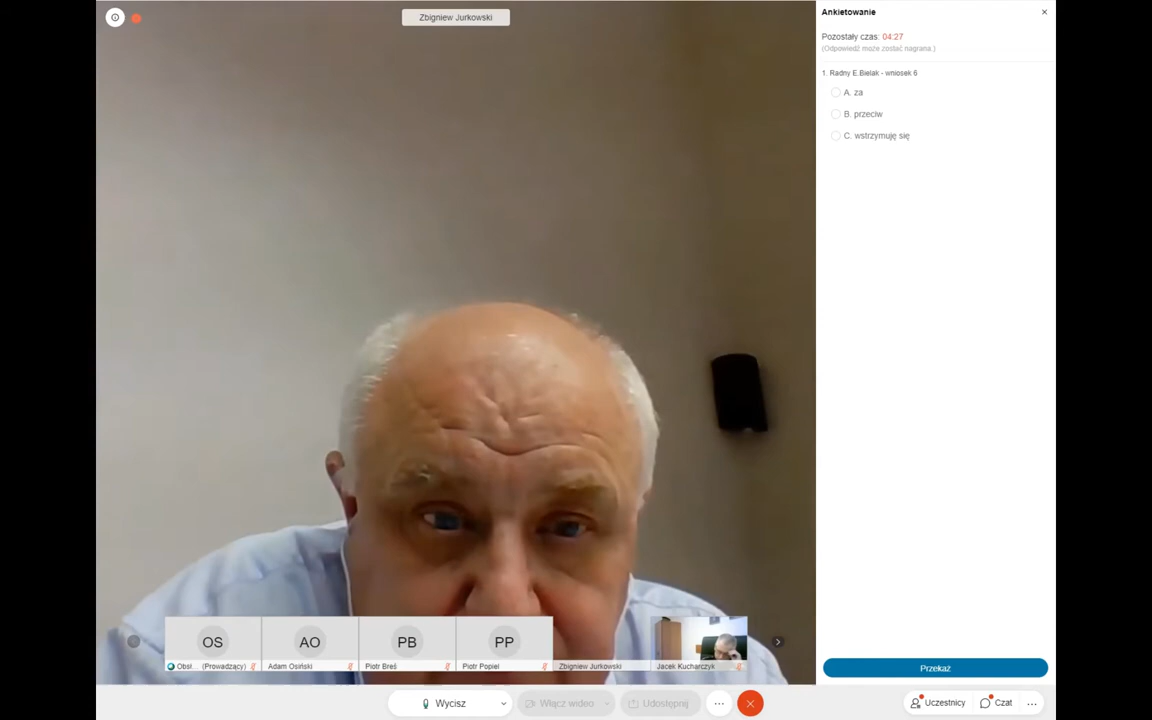 Zbigniew Jurkowski
Ankietowanie
Pozostały czas: 04:27
(Odpowiedź może zostać nagrana.)
1. Radny E.Bielak - wniosek 6
A. za
B. przeciw
C. wstrzymuję się
OS
AO
PB
PP
Obsł... (Prowadzący)
Adam Osiński
Piotr Breś
Piotr Popiel
Zbigniew Jurkowski
Jacek Kucharczyk
Przekaż
Wycisz
Włącz wideo
Udostępnij
Uczestnicy
Czat